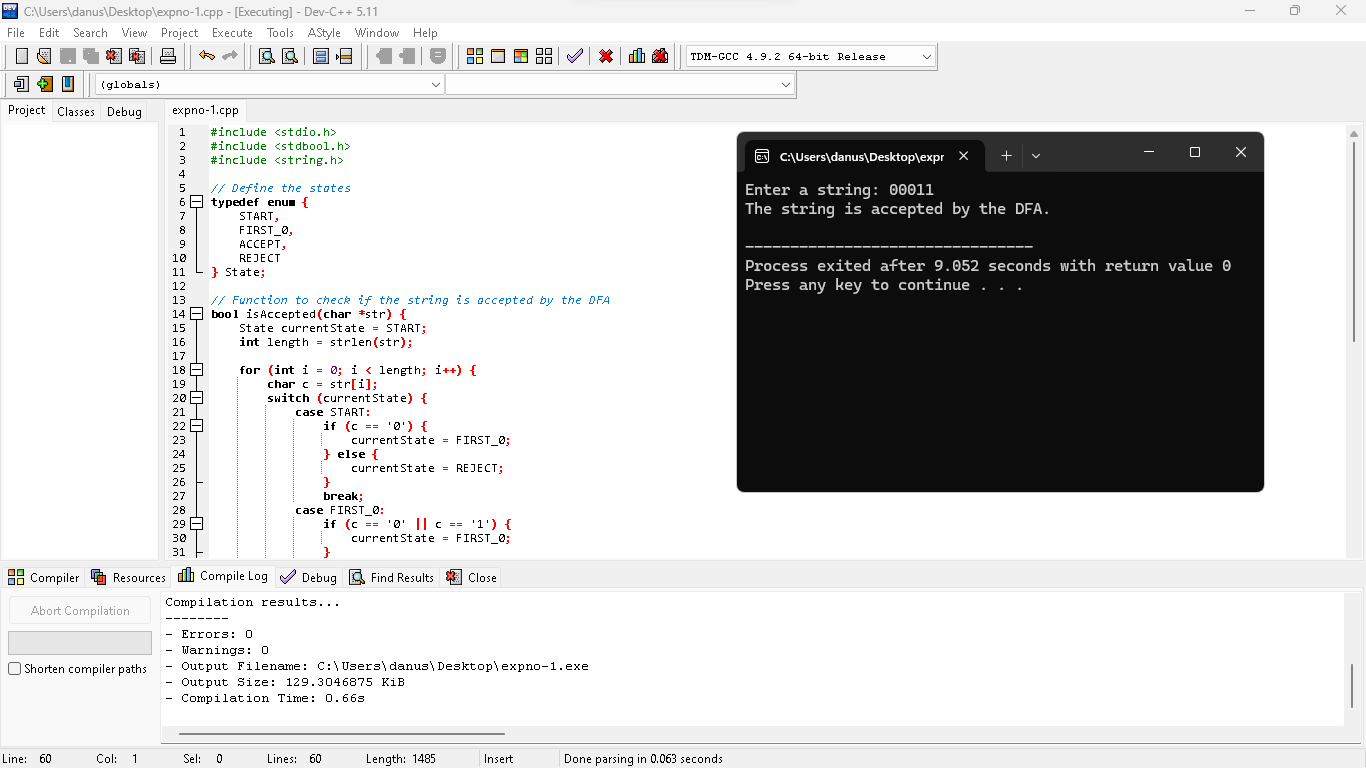 C:\Users\danus\Desktop\expno-1.cpp - [Executing] - Dev-C++ 5.11
File Edit Search View Project Execute Tools AStyle Window Help
TDM-GCC 4.9.2 64-bit Release
(globals)
Project Classes Debug
expno-1.cpp
1 #include <stdio.h>
2 #include <stdbool.h>
3 #include <string.h>
4
5 // Define the states
6 typedef enum {
7 START,
8 FIRST_0,
9 ACCEPT,
10 REJECT
11 } State;
12
13 // Function to check if the string is accepted by the DFA
14 bool isAccepted(char *str) {
15 State currentState = START;
16 int length = strlen(str);
17
18 for (int i = 0; i < length; i++) {
19 char c = str[i];
20 switch (currentState) {
21 case START:
22 if (c == '0') {
23 currentState = FIRST_0;
24 } else {
25 currentState = REJECT;
26 }
27 break;
28 case FIRST_0:
29 if (c == '0' || c == '1') {
30 currentState = FIRST_0;
31 }
C:\Users\danus\Desktop\expr
Enter a string: 00011
The string is accepted by the DFA.
--------------------------------
Process exited after 9.052 seconds with return value 0
Press any key to continue . . .
Compiler Resources Compile Log Debug Find Results Close
Abort Compilation
Shorten compiler paths
Compilation results...
--------
- Errors: 0
- Warnings: 0
- Output Filename: C:\Users\danus\Desktop\expno-1.exe
- Output Size: 129.3046875 KiB
- Compilation Time: 0.66s
Line: 60 Col: 1 Sel: 0 Lines: 60 Length: 1485 Insert Done parsing in 0.063 seconds